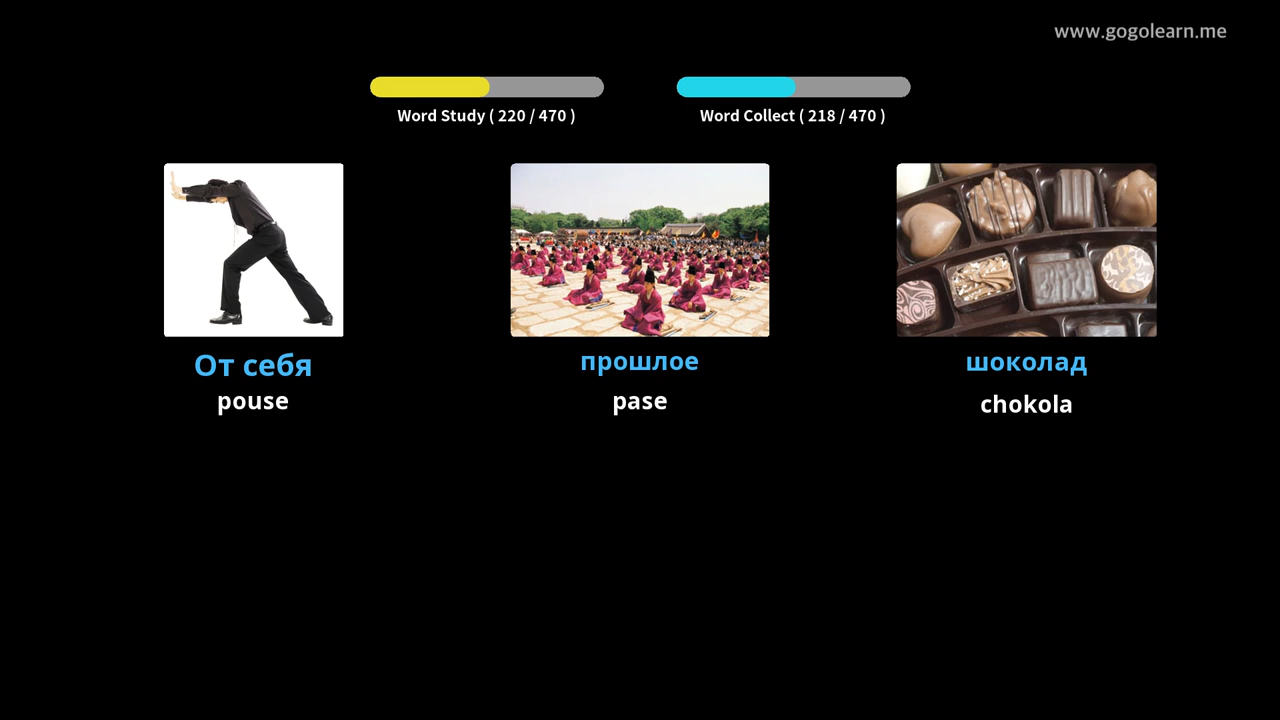 www.gogolearn.me
Word Study ( 220 / 470 )
Word Collect ( 218 / 470 )
От себя
pouse
прошлое
pase
шоколад
chokola